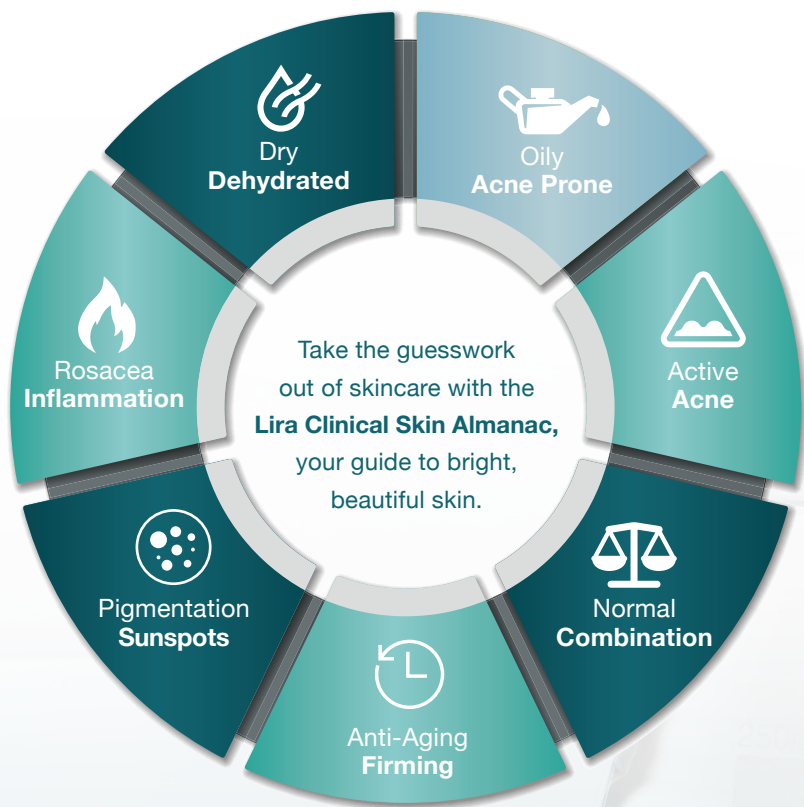 Dry
Dehydrated
Oily
Acne Prone
Rosacea
Inflammation
Take the guesswork
out of skincare with the
Lira Clinical Skin Almanac,
your guide to bright,
beautiful skin.
Active
Acne
Pigmentation
Sunspots
Normal
Combination
Anti-Aging
Firming